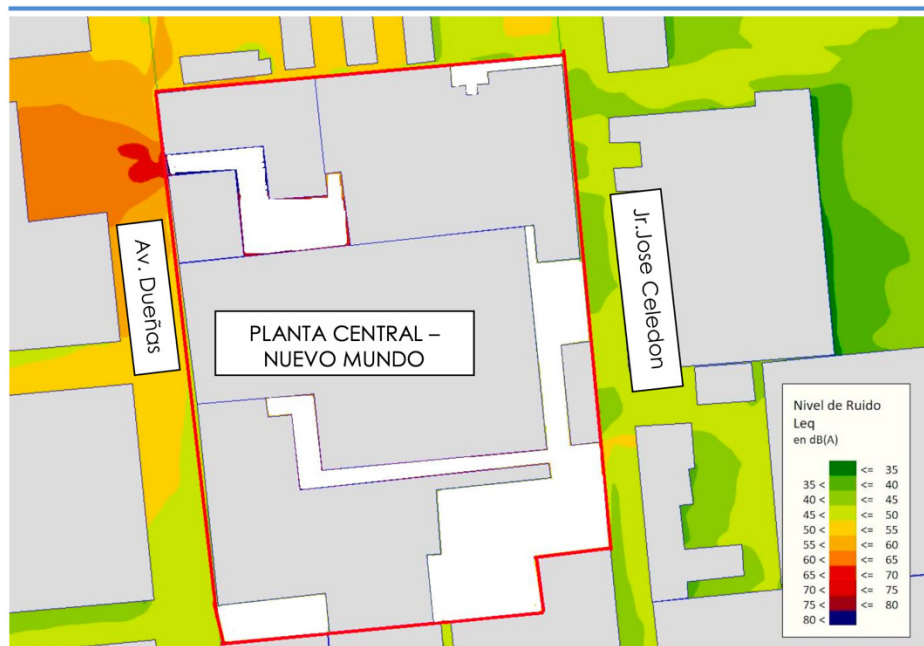 Av. Dueñas
PLANTA CENTRAL –
NUEVO MUNDO
Jr.Jose Celedon
Nivel de Ruido
Leq
en dB(A)
<= 35
35 < <= 40
40 < <= 45
45 < <= 50
50 < <= 55
55 < <= 60
60 < <= 65
65 < <= 70
70 < <= 75
75 < <= 80
80 <